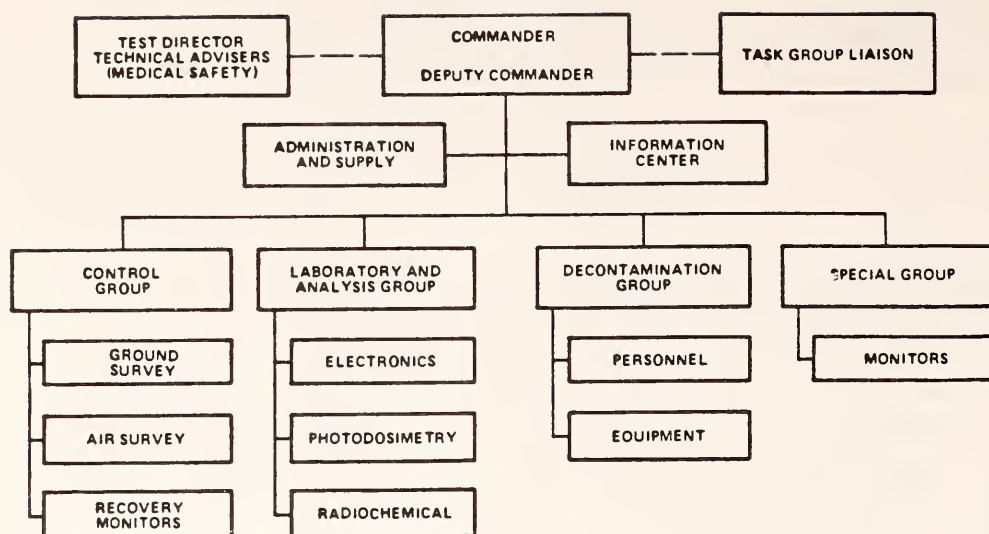 TEST DIRECTOR
TECHNICAL ADVISERS
(MEDICAL SAFETY)
COMMANDER
DEPUTY COMMANDER
TASK GROUP LIAISON
ADMINISTRATION
AND SUPPLY
INFORMATION
CENTER
CONTROL
GROUP
GROUND
SURVEY
AIR SURVEY
RECOVERY
MONITORS
LABORATORY AND
ANALYSIS GROUP
ELECTRONICS
PHOTODOSIMETRY
RADIOCHEMICAL
DECONTAMINATION
GROUP
PERSONNEL
EQUIPMENT
SPECIAL GROUP
MONITORS